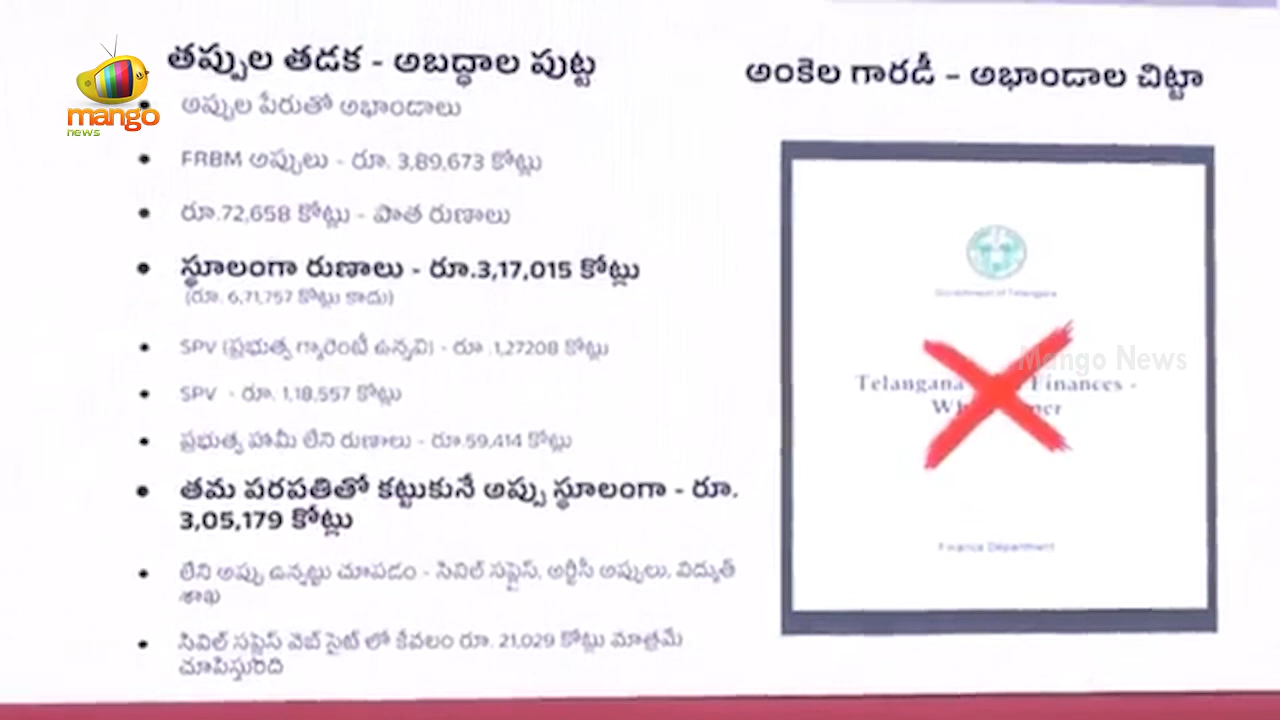 తప్పుల తడక - అబద్ధాల పుట్ట
అంకెల గారడీ – అభాండాల చిట్టా
mango
news
అప్పుల పేరుతో అభాండాలు
FRBM అప్పులు - రూ. 3,89,673 కోట్లు
రూ.72,658 కోట్లు - పాత రుణాలు
స్థూలంగా రుణాలు - రూ.3,17,015 కోట్లు
(రూ. 6,71,757 కోట్లు కాదు)
SPV (ప్రభుత్వ గ్యారెంటీ ఉన్నవి) - రూ .1,27208 కోట్లు
SPV - రూ. 1,18,557 కోట్లు
ప్రభుత్వ హామీ లేని రుణాలు - రూ.59,414 కోట్లు
తమ పరపతితో కట్టుకునే అప్పు స్థూలంగా - రూ.
3,05,179 కోట్లు
లేని అప్పు ఉన్నట్టు చూపడం - సివిల్ సప్లైస్, ఆర్టీసీ అప్పులు, విద్యుత్
శాఖ
సివిల్ సప్లైస్ వెబ్ సైట్ లో కేవలం రూ. 21,029 కోట్లు మాత్రమే
చూపిస్తుంది
Government of Telangana
Mango News
Telangana Finances -
Finance Department